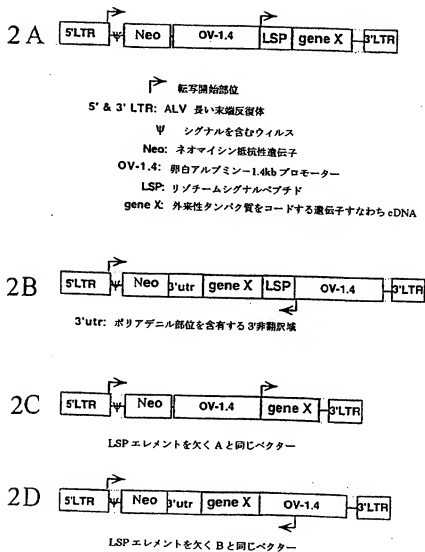 2A 5'LTR ψ Neo OV-1.4 LSP gene X 3'LTR
転写開始部位
5' & 3' LTR: ALV 長い末端反復体
Ψ シグナルを含むウィルス
Neo: ネオマイシン抵抗性遺伝子
OV-1.4: 卵白アルブミン－1.4kb プロモーター
LSP: リゾチームシグナルペプチド
gene X: 外来性タンパク質をコードする遺伝子すなわち cDNA
2B 5'LTR ψ Neo 3'utr gene X LSP OV-1.4 3'LTR
3'utr: ポリアデニル部位を含有する 3'非翻訳域
2C 5'LTR ψ Neo OV-1.4 gene X 3'LTR
LSP エレメントを欠く A と同じベクター
2D 5'LTR ψ Neo 3'utr gene X OV-1.4 3'LTR
LSP エレメントを欠く B と同じベクター